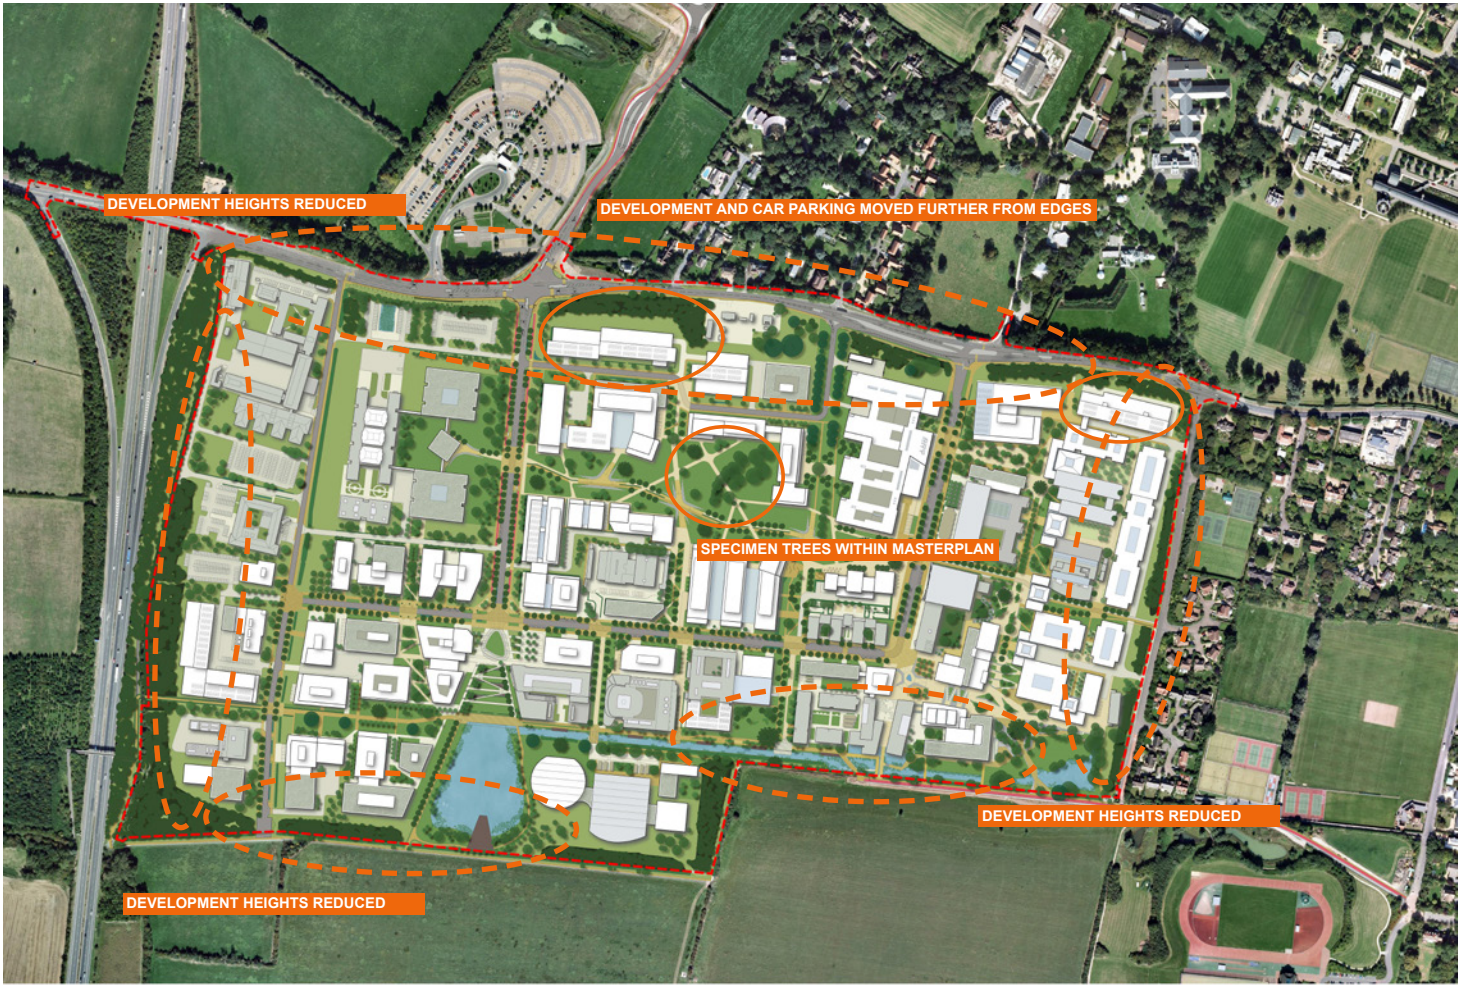 DEVELOPMENT HEIGHTS REDUCED
DEVELOPMENT AND CAR PARKING MOVED FURTHER FROM EDGES
SPECIMEN TREES WITHIN MASTERPLAN
DEVELOPMENT HEIGHTS REDUCED
DEVELOPMENT HEIGHTS REDUCED